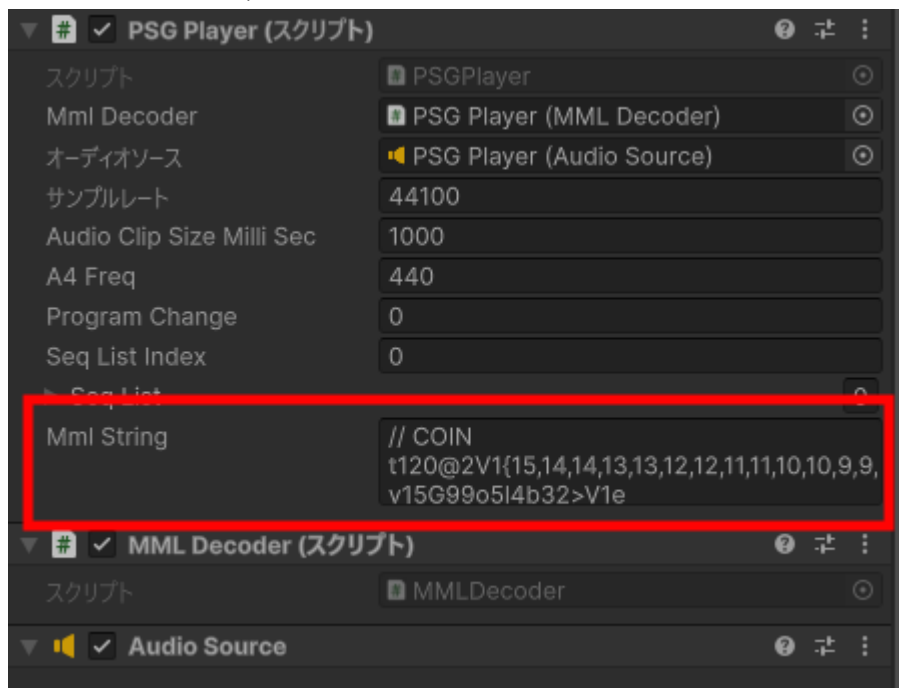 PSG Player (スクリプト)
スクリプト PSGPlayer
Mml Decoder PSG Player (MML Decoder)
オーディオソース PSG Player (Audio Source)
サンプルレート 44100
Audio Clip Size Milli Sec 1000
A4 Freq 440
Program Change 0
Seq List Index 0
Seq List 0
Mml String // COIN
t120@2V1{15,14,14,13,13,12,12,11,11,10,10,9,9,
v15G99o5l4b32>V1e
MML Decoder (スクリプト)
スクリプト MMLDecoder
Audio Source